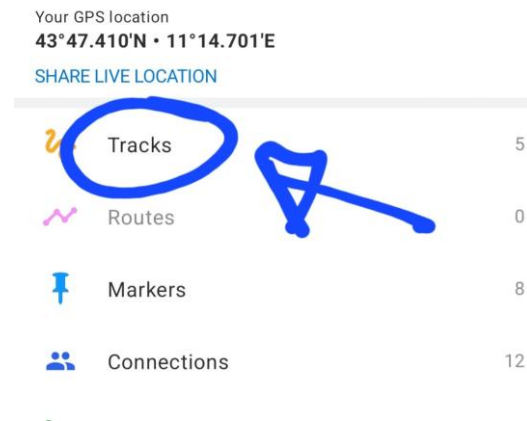 Your GPS location
43°47.410'N • 11°14.701'E
SHARE LIVE LOCATION
Tracks 5
Routes 0
Markers 8
Connections 12